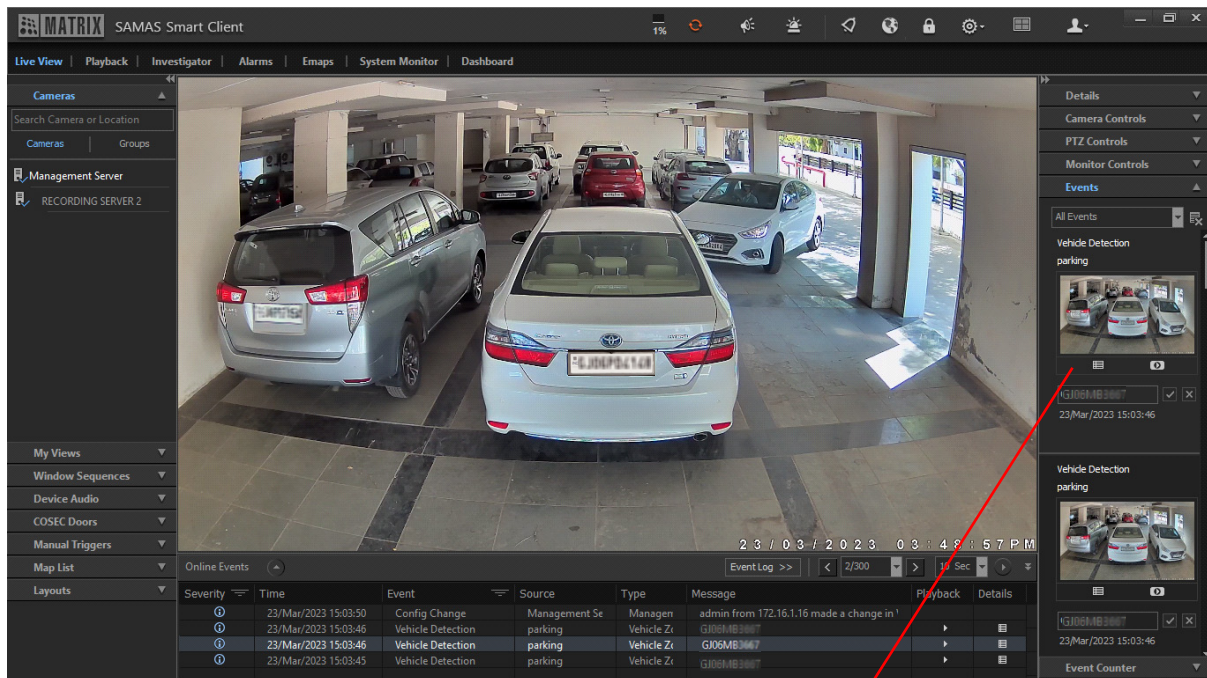 MATRIX SAMAS Smart Client
1%
Live View | Playback | Investigator | Alarms | Emaps | System Monitor | Dashboard
Cameras
Search Camera or Location
Cameras Groups
Management Server
RECORDING SERVER 2
My Views
Window Sequences
Device Audio
COSEC Doors
Manual Triggers
Map List
Layouts
23/03/2023 03:48:57PM
Online Events Event Log >> 2/300 10 Sec
Severity Time Event Source Type Message Playback Details
23/Mar/2023 15:03:50 Config Change Management Se Managen admin from 172.16.1.16 made a change in
23/Mar/2023 15:03:46 Vehicle Detection parking Vehicle Zo
23/Mar/2023 15:03:46 Vehicle Detection parking Vehicle Zo
23/Mar/2023 15:03:45 Vehicle Detection parking Vehicle Zo
Details
Camera Controls
PTZ Controls
Monitor Controls
Events
All Events
Vehicle Detection
parking
23/Mar/2023 15:03:46
Vehicle Detection
parking
23/Mar/2023 15:03:46
Event Counter